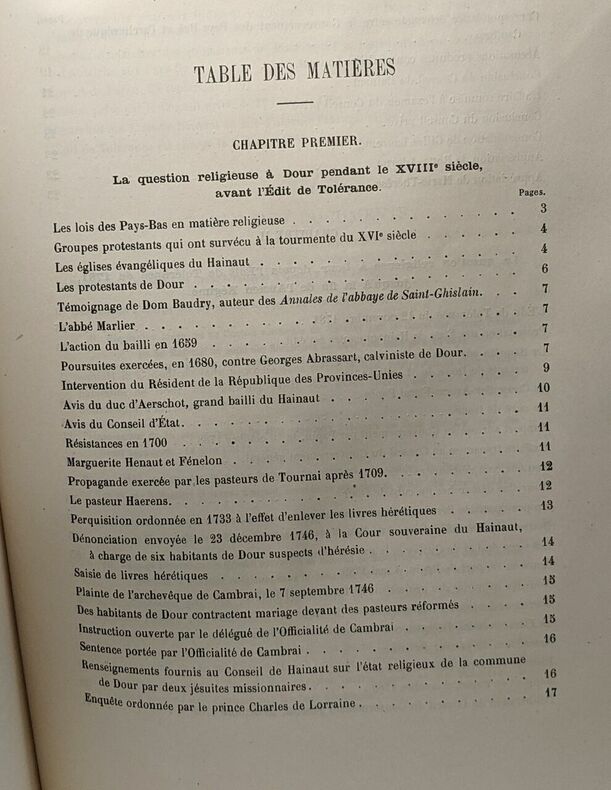 TABLE DES MATIÈRES
CHAPITRE PREMIER.
La question religieuse à Dour pendant le XVIIIe siècle,
avant l'Édit de Tolérance.
Pages.
Les lois des Pays-Bas en matière religieuse . . . . . . . . . . 3
Groupes protestants qui ont survécu à la tourmente du XVIe siècle . . . . 4
Les églises évangéliques du Hainaut . . . . . . . . . . . 4
Les protestants de Dour . . . . . . . . . . . . . 6
Témoignage de Dom Baudry, auteur des Annales de l'abbaye de Saint-Ghislain. . 7
L'abbé Marlier . . . . . . . . . . . . . . . 7
L'action du bailli en 1659 . . . . . . . . . . . . . 7
Poursuites exercées, en 1680, contre Georges Abrassart, calviniste de Dour. . . 7
Intervention du Résident de la République des Provinces-Unies . . . . . 9
Avis du duc d'Aerschot, grand bailli du Hainaut . . . . . . . . 10
Avis du Conseil d'État. . . . . . . . . . . . . . 11
Résistances en 1700 . . . . . . . . . . . . . . 11
Marguerite Henaut et Fénelon . . . . . . . . . . . . 11
Propagande exercée par les pasteurs de Tournai après 1709. . . . . . 12
Le pasteur Haerens. . . . . . . . . . . . . . . 12
Perquisition ordonnée en 1733 à l'effet d'enlever les livres hérétiques . . . . 13
Dénonciation envoyée le 23 décembre 1746, à la Cour souveraine du Hainaut,
à charge de six habitants de Dour suspects d'hérésie . . . . . . . 14
Saisie de livres hérétiques . . . . . . . . . . . . . 14
Plainte de l'archevêque de Cambrai, le 7 septembre 1746 . . . . . . 15
Des habitants de Dour contractent mariage devant des pasteurs réformés . . . . 15
Instruction ouverte par le délégué de l'Officialité de Cambrai . . . . . . 15
Sentence portée par l'Officialité de Cambrai . . . . . . . . . 16
Renseignements fournis au Conseil de Hainaut sur l'état religieux de la commune
de Dour par deux jésuites missionnaires . . . . . . . . . 16
Enquête ordonnée par le prince Charles de Lorraine . . . . . . . . 17